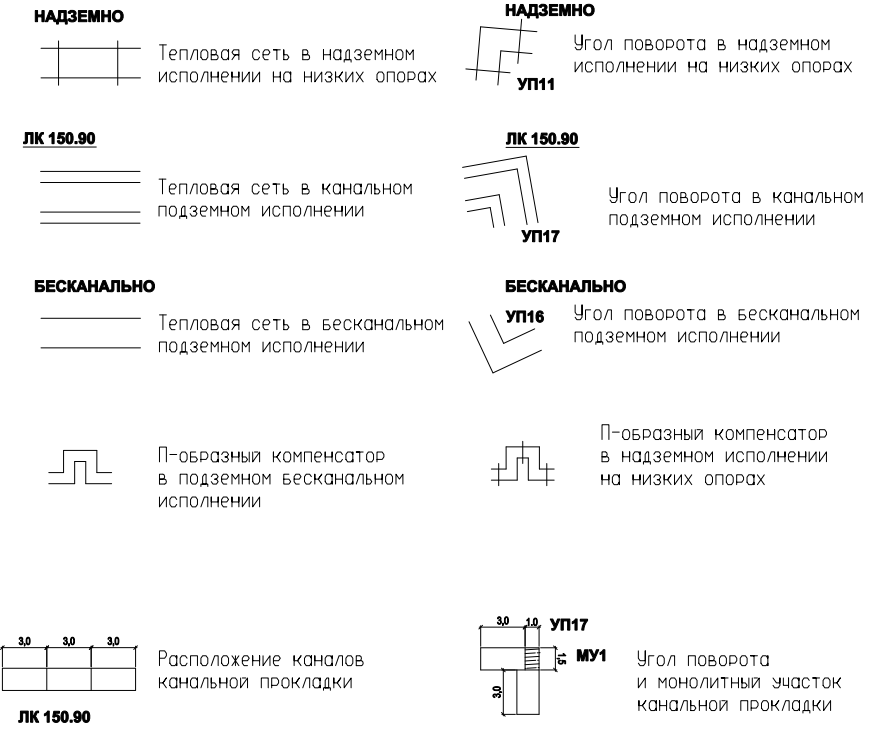 НАДЗЕМНО
Тепловая сеть в надземном
исполнении на низких опорах
НАДЗЕМНО
Угол поворота в надземном
исполнении на низких опорах
УП11
ЛК 150.90
Тепловая сеть в канальном
подземном исполнении
ЛК 150.90
Угол поворота в канальном
подземном исполнении
УП17
БЕСКАНАЛЬНО
Тепловая сеть в бесканальном
подземном исполнении
БЕСКАНАЛЬНО
УП16
Угол поворота в бесканальном
подземном исполнении
П-образный компенсатор
в подземном бесканальном
исполнении
П-образный компенсатор
в надземном исполнении
на низких опорах
3,0 3,0 3,0
Расположение каналов
канальной прокладки
ЛК 150.90
3,0 1.0 УП17
1,5 МУ1
3,0
Угол поворота
и монолитный участок
канальной прокладки